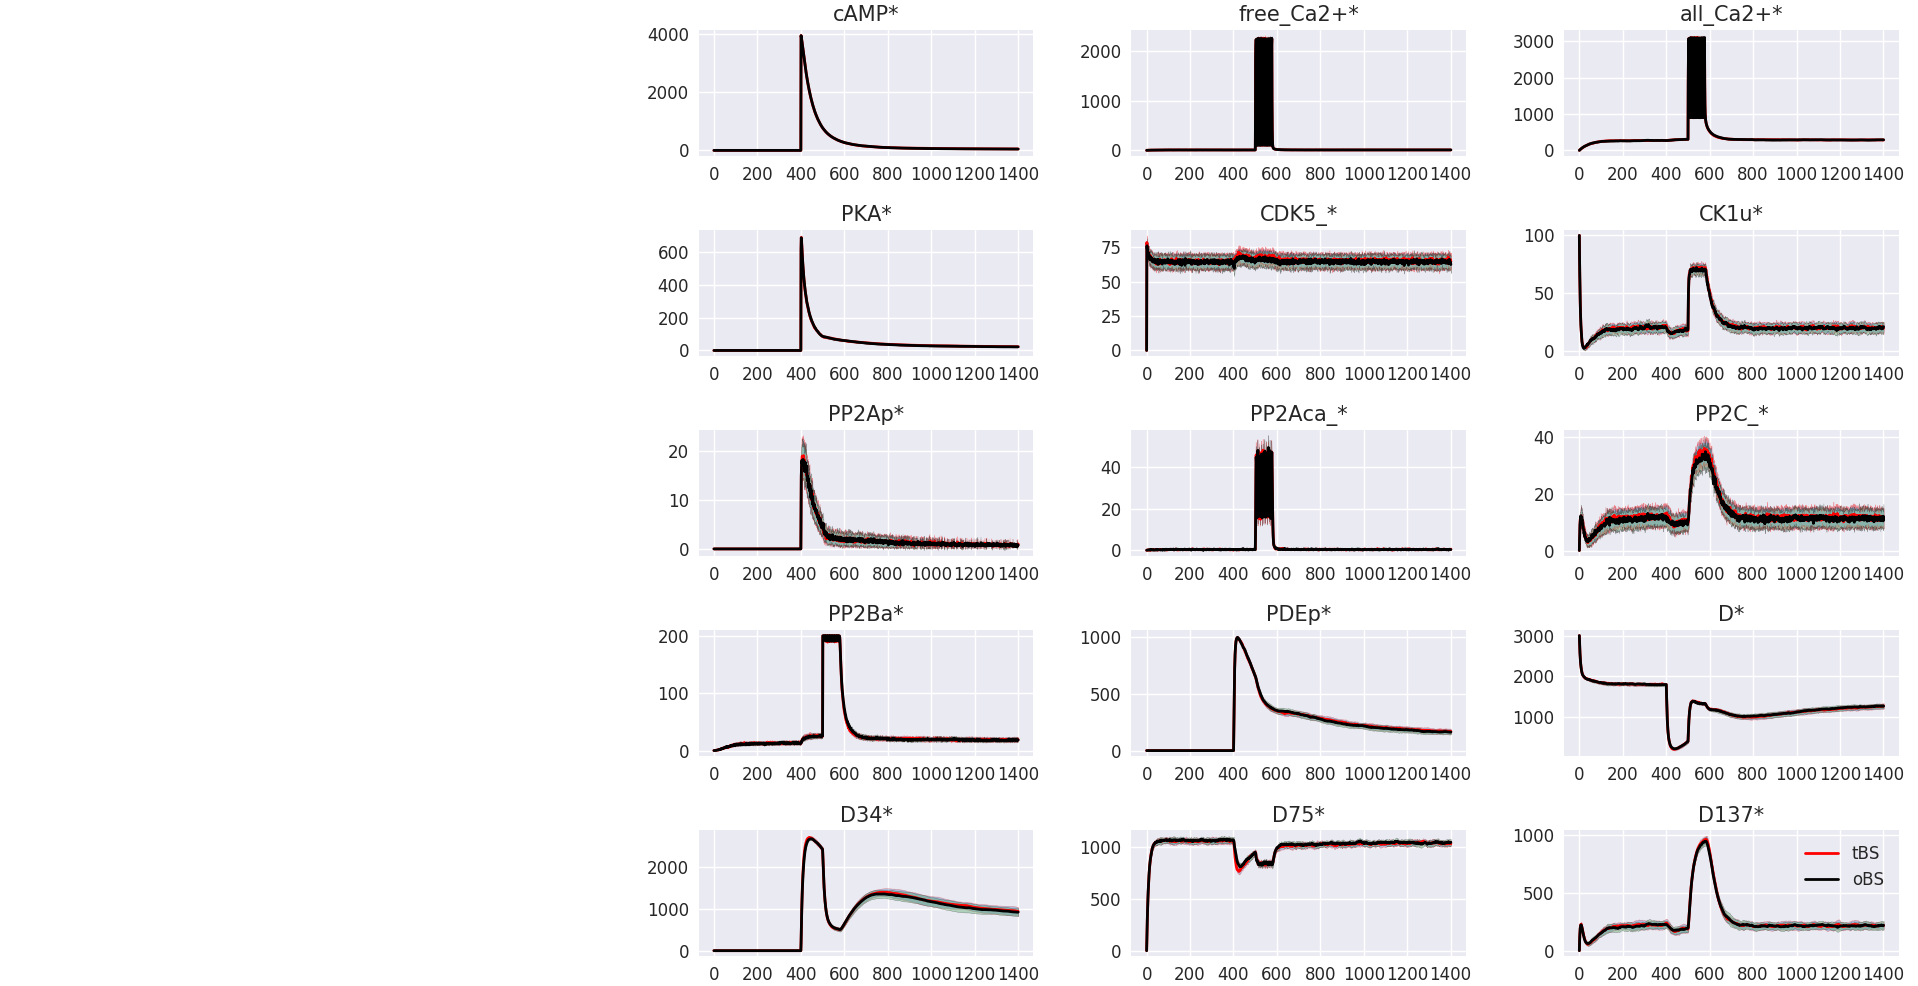 cAMP* free_Ca2+* all_Ca2+*
4000 2000 3000
2000 1000 2000
0 0 1000
0
0 200 400 600 800 1000 1200 1400 0 200 400 600 800 1000 1200 1400 0 200 400 600 800 1000 1200 1400
PKA* CDK5_* CK1u*
600 75 100
400 50 50
200 25 0
0 0
0 200 400 600 800 1000 1200 1400 0 200 400 600 800 1000 1200 1400 0 200 400 600 800 1000 1200 1400
PP2Ap* PP2Aca_* PP2C_*
20 40 40
10 20 20
0 0 0
0 200 400 600 800 1000 1200 1400 0 200 400 600 800 1000 1200 1400 0 200 400 600 800 1000 1200 1400
PP2Ba* PDEp* D*
200 1000 3000
100 500 2000
0 0 1000
0 200 400 600 800 1000 1200 1400 0 200 400 600 800 1000 1200 1400 0 200 400 600 800 1000 1200 1400
D34* D75* D137*
2000 1000 1000
1000 500 500
0 0 0
tBS
oBS
0 200 400 600 800 1000 1200 1400 0 200 400 600 800 1000 1200 1400 0 200 400 600 800 1000 1200 1400